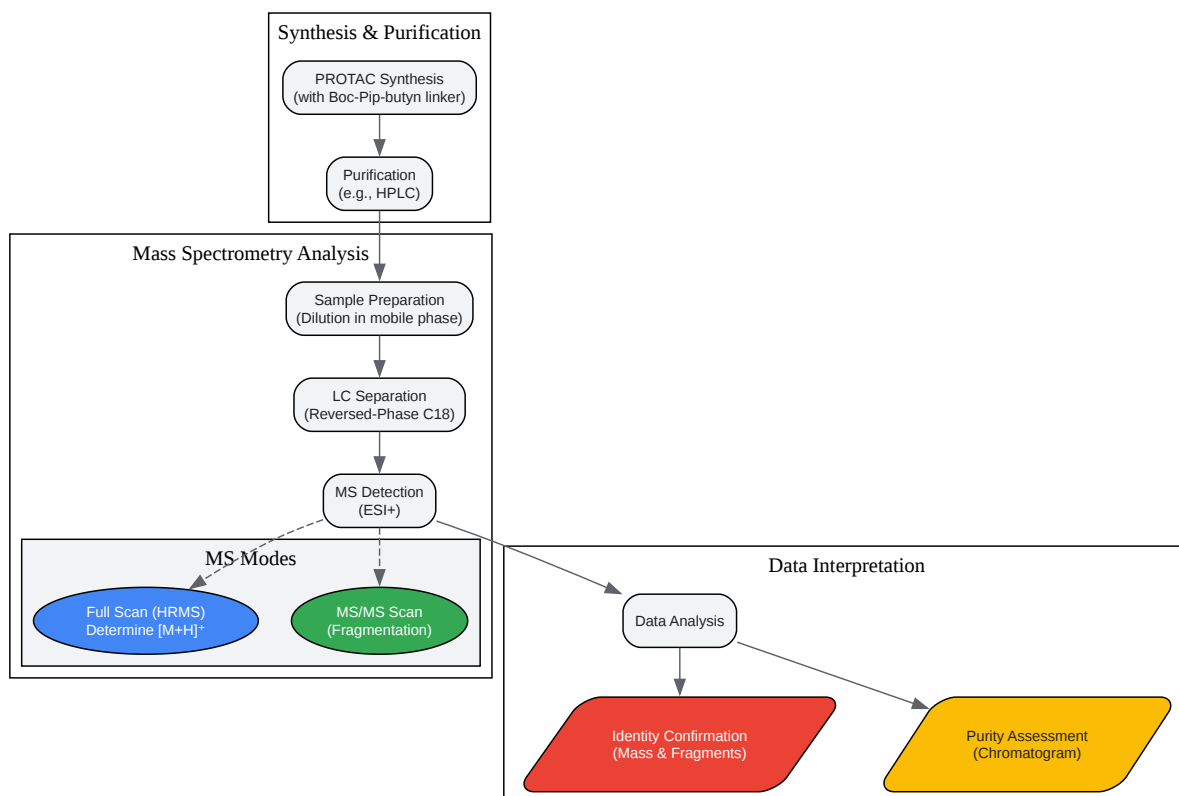 Synthesis & Purification
PROTAC Synthesis
(with Boc-Pip-butyn linker)
Purification
(e.g., HPLC)
Mass Spectrometry Analysis
Sample Preparation
(Dilution in mobile phase)
LC Separation
(Reversed-Phase C18)
MS Detection
(ESI+)
MS Modes
Full Scan (HRMS)
Determine [M+H]⁺
MS/MS Scan
(Fragmentation)
Data Interpretation
Data Analysis
Identity Confirmation
(Mass & Fragments)
Purity Assessment
(Chromatogram)